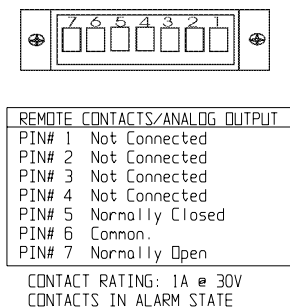 7 6 5 4 3 2 1
REMOTE CONTACTS/ANALOG OUTPUT
PIN# 1 Not Connected
PIN# 2 Not Connected
PIN# 3 Not Connected
PIN# 4 Not Connected
PIN# 5 Normally Closed
PIN# 6 Common.
PIN# 7 Normally Open
CONTACT RATING: 1A @ 30V
CONTACTS IN ALARM STATE